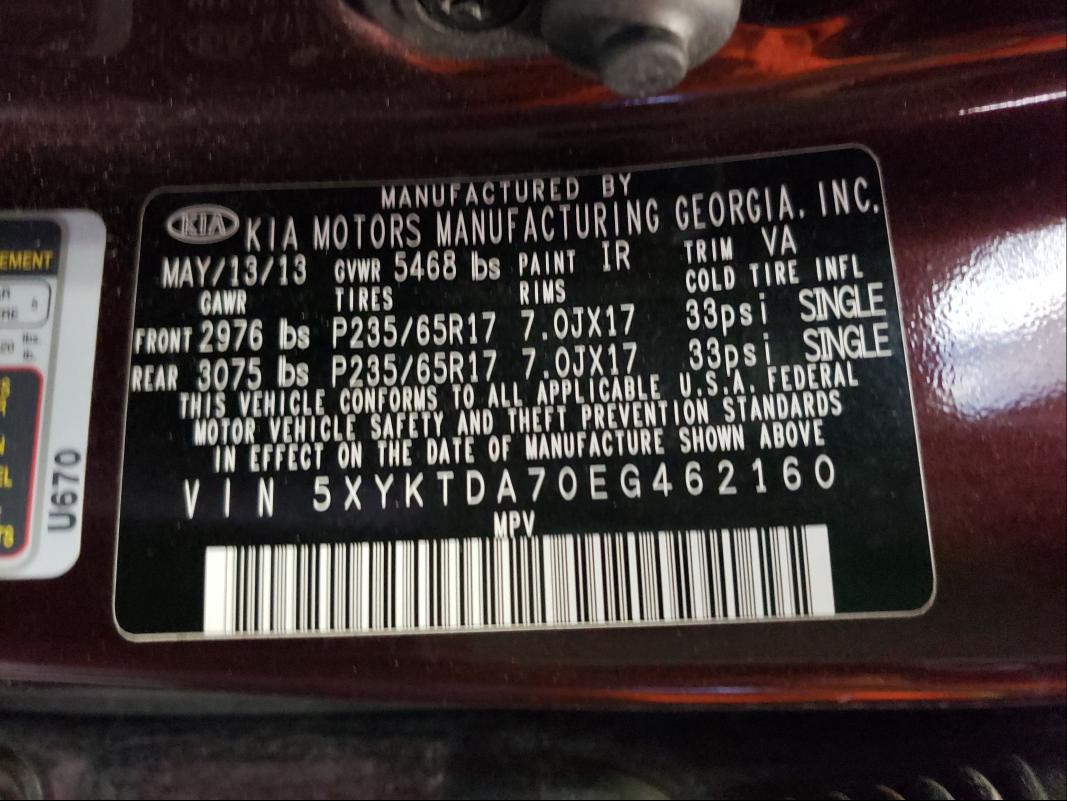 MANUFACTURED BY
KIA KIA MOTORS MANUFACTURING GEORGIA, INC.
MAY/13/13 GVWR 5468 lbs PAINT IR TRIM VA
GAWR TIRES RIMS COLD TIRE INFL
FRONT 2976 lbs P235/65R17 7.0JX17 33psi SINGLE
REAR 3075 lbs P235/65R17 7.0JX17 33psi SINGLE
THIS VEHICLE CONFORMS TO ALL APPLICABLE U.S.A. FEDERAL
MOTOR VEHICLE SAFETY AND THEFT PREVENTION STANDARDS
IN EFFECT ON THE DATE OF MANUFACTURE SHOWN ABOVE
VIN 5XYKTDA70EG462160
MPV
EMENT
U670